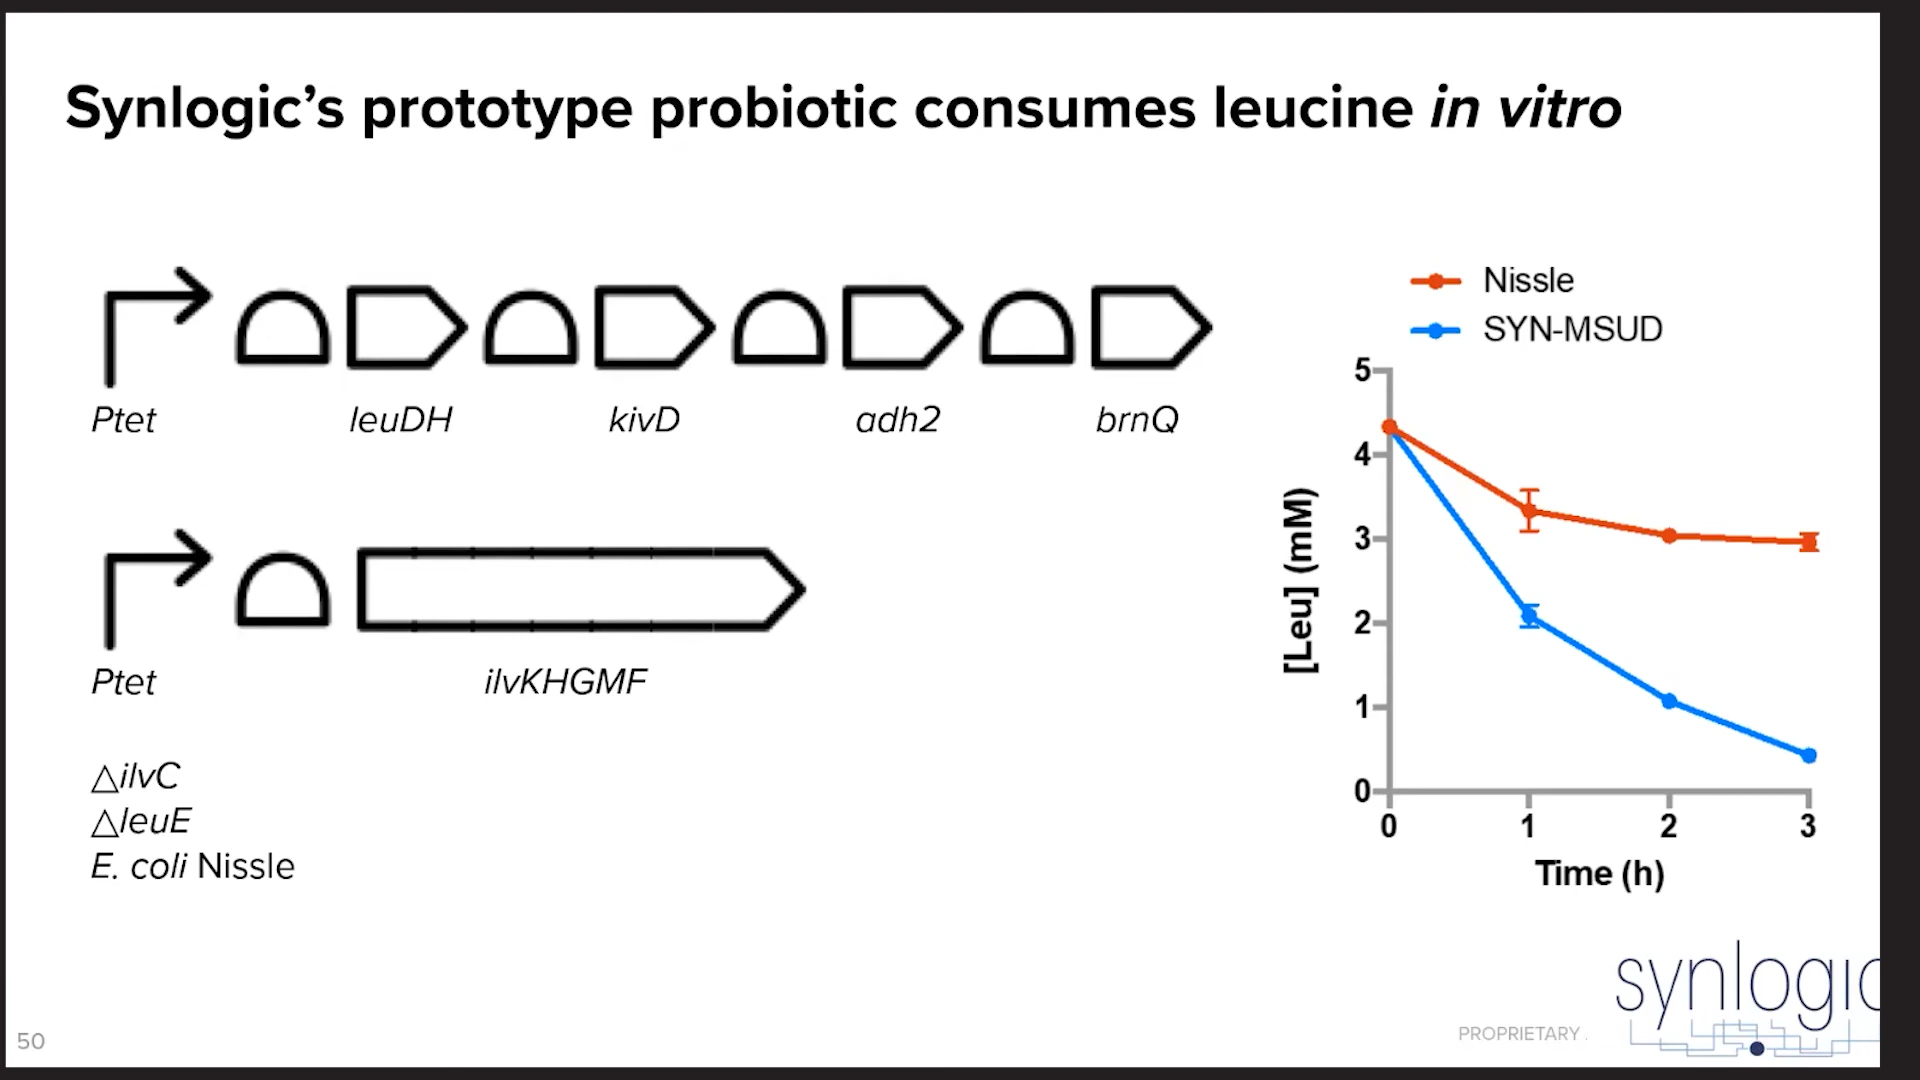 Synlogic’s prototype probiotic consumes leucine in vitro
Ptet leuDH kivD adh2 brnQ
Ptet ilvKHGMF
△ilvC
△leuE
E. coli Nissle
Nissle
SYN-MSUD
5
4
3
2
1
0
[Leu] (mM)
0 1 2 3
Time (h)
synlogic
PROPRIETARY
50